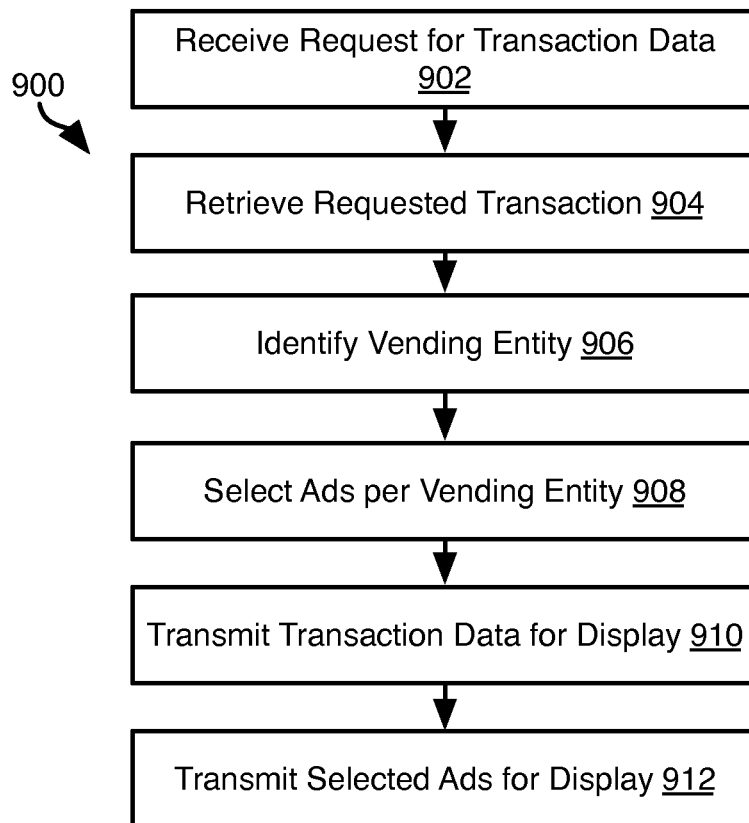 Receive Request for Transaction Data
902
900
Retrieve Requested Transaction 904
Identify Vending Entity 906
Select Ads per Vending Entity 908
Transmit Transaction Data for Display 910
Transmit Selected Ads for Display 912